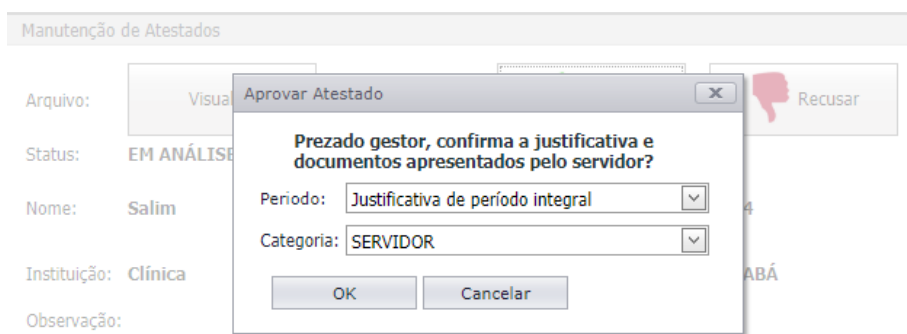 Manutenção de Atestados
Arquivo:
Visual
Recusar
Aprovar Atestado
Prezado gestor, confirma a justificativa e
documentos apresentados pelo servidor?
Status: EM ANÁLISE
Periodo: Justificativa de período integral
Nome: Salim
4
Categoria: SERVIDOR
Instituição: Clínica
ABÁ
OK Cancelar
Observação: